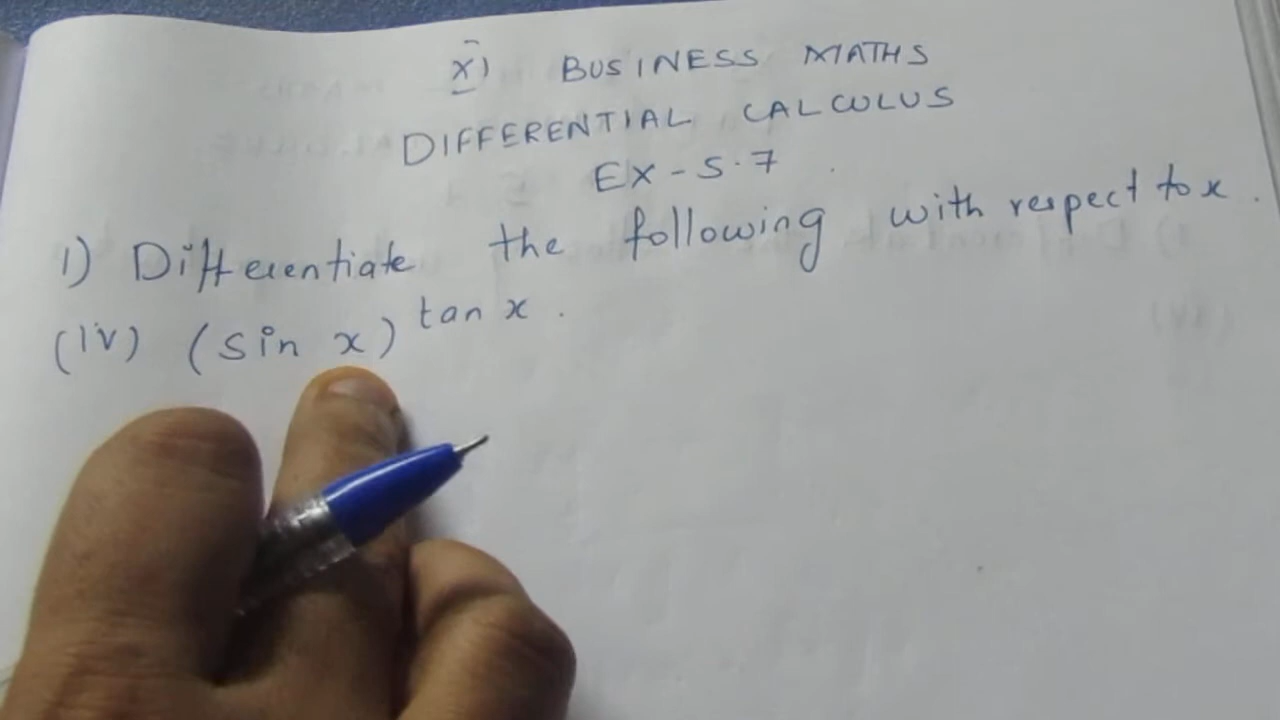 XI BUSINESS MATHS
DIFFERENTIAL CALCULUS
EX - 5.7
1) Differentiate the following with respect to x.
(iv) (sin x)^tan x.